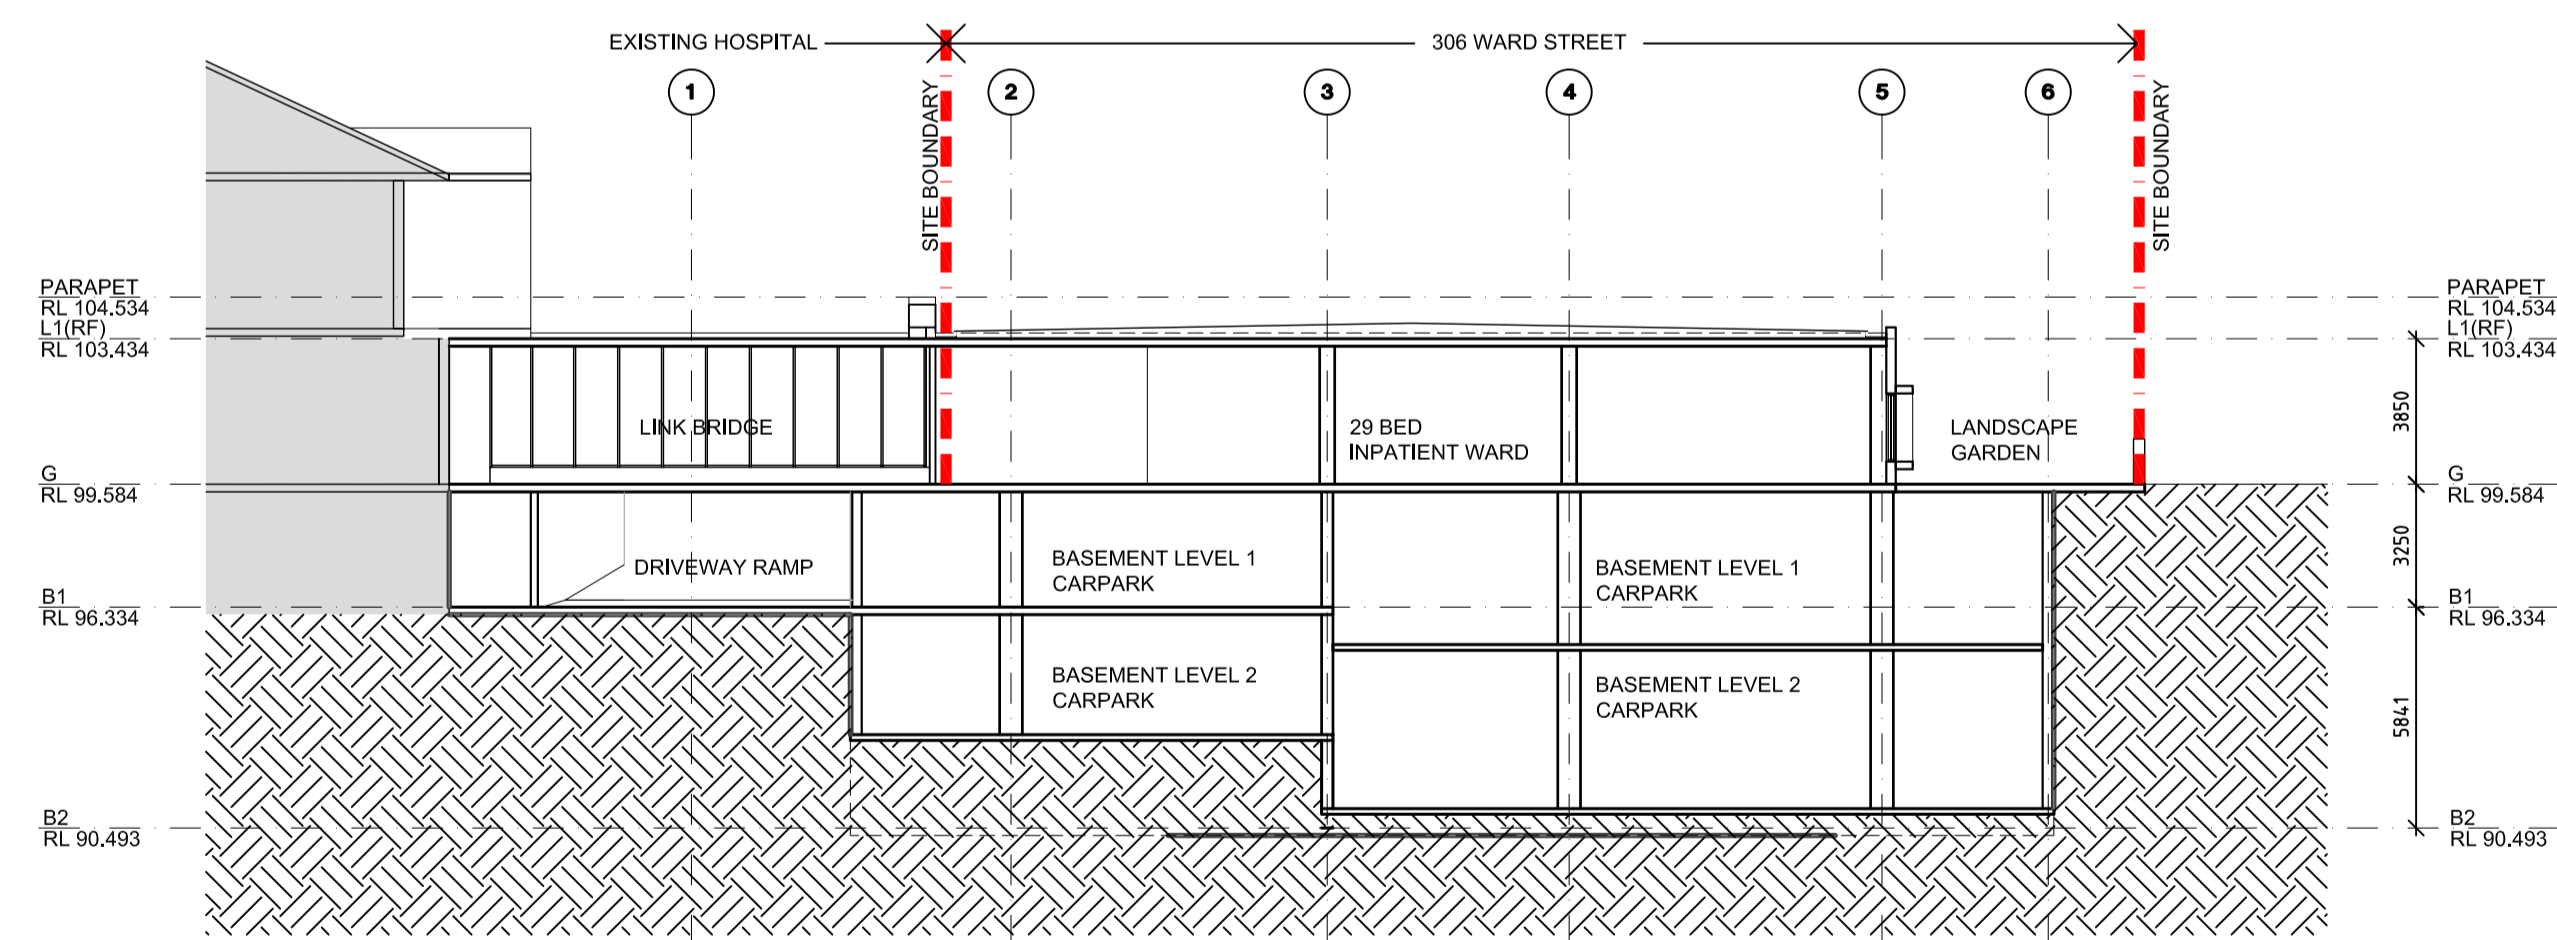 EXISTING HOSPITAL
306 WARD STREET
1
2
3
4
5
6
SITE BOUNDARY
SITE BOUNDARY
PARAPET
RL 104.534
L1(RF)
RL 103.434
PARAPET
RL 104.534
L1(RF)
RL 103.434
3850
LINK BRIDGE
29 BED
INPATIENT WARD
LANDSCAPE
GARDEN
G
RL 99.584
G
RL 99.584
3250
DRIVEWAY RAMP
BASEMENT LEVEL 1
CARPARK
BASEMENT LEVEL 1
CARPARK
B1
RL 96.334
B1
RL 96.334
BASEMENT LEVEL 2
CARPARK
BASEMENT LEVEL 2
CARPARK
5841
B2
RL 90.493
B2
RL 90.493